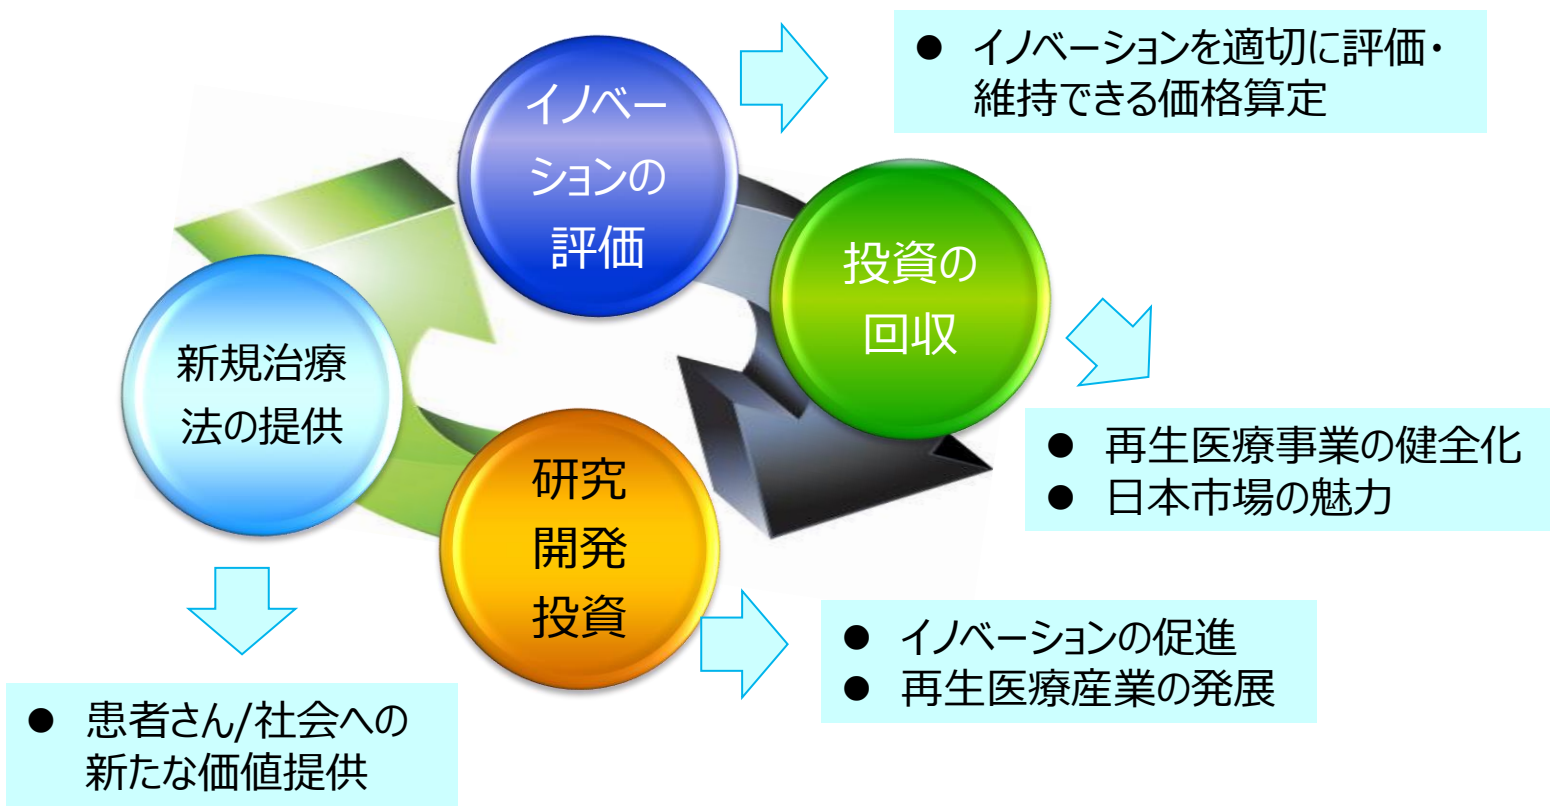 イノベー
ションの
評価
● イノベーションを適切に評価・
維持できる価格算定
投資の
回収
● 再生医療事業の健全化
● 日本市場の魅力
研究
開発
投資
● イノベーションの促進
● 再生医療産業の発展
新規治療
法の提供
● 患者さん/社会への
新たな価値提供